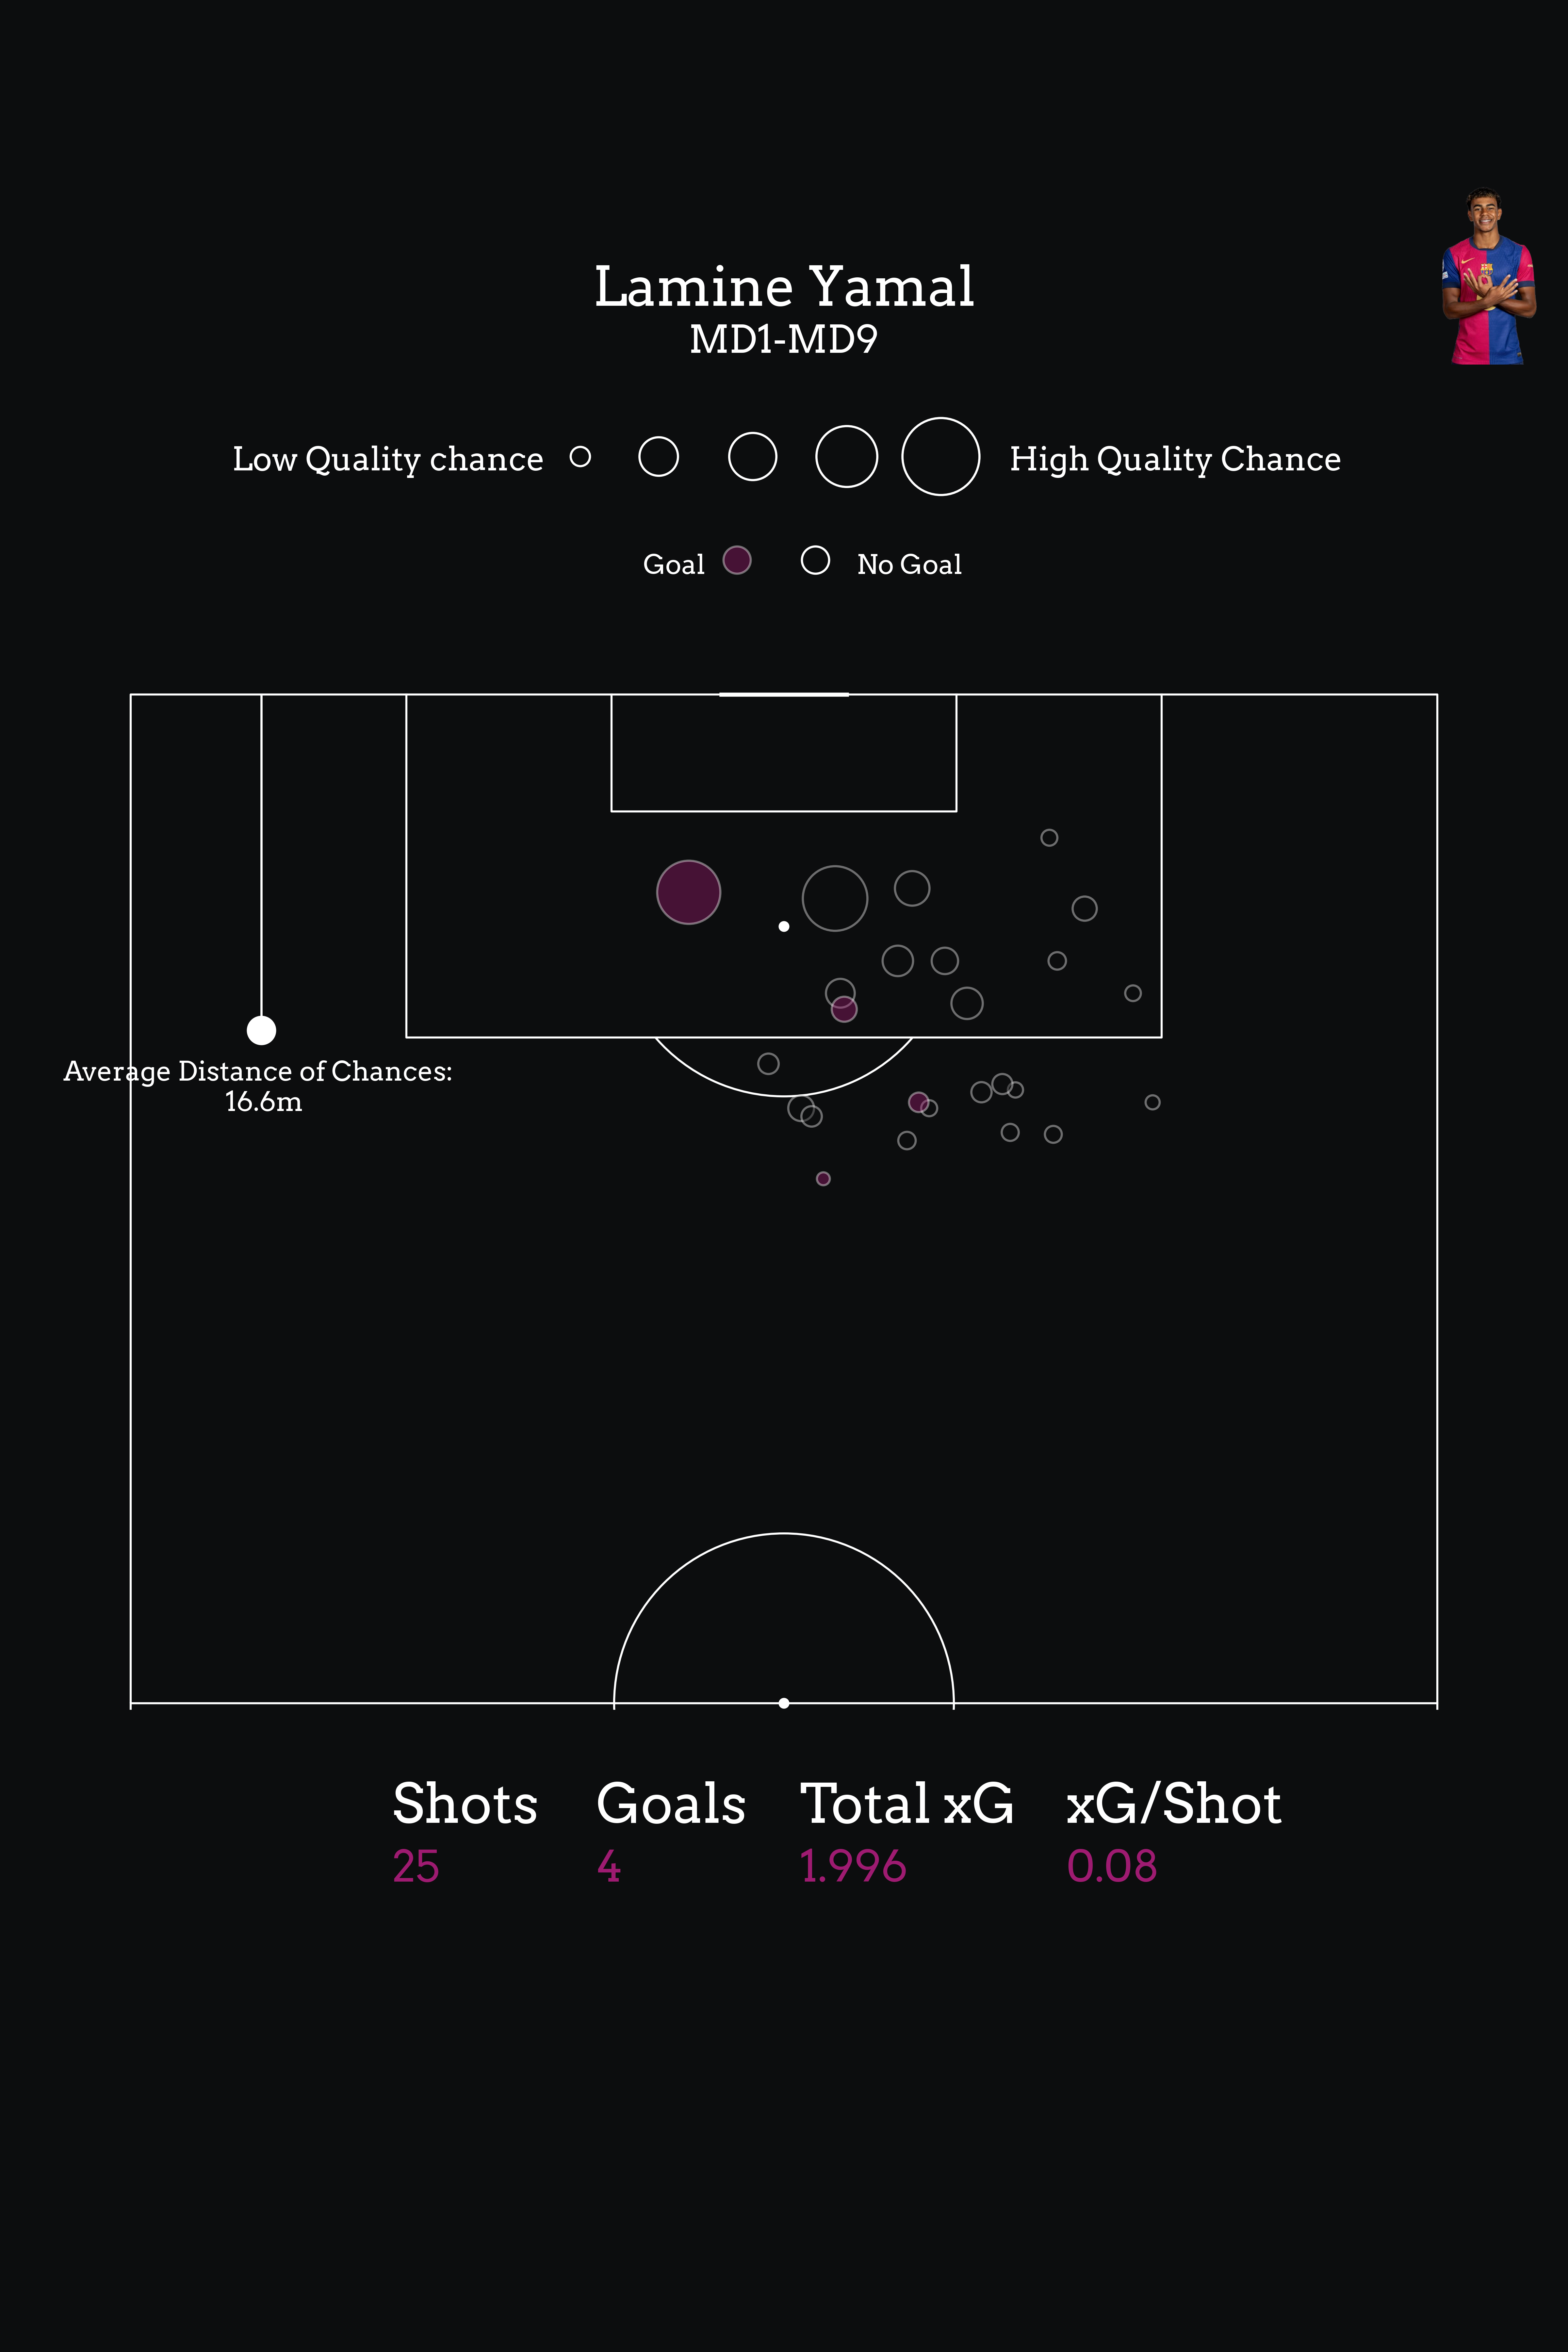 Lamine Yamal
MD1-MD9
Low Quality chance
High Quality Chance
Goal
No Goal
Average Distance of Chances:
16.6m
Shots Goals Total xG xG/Shot
25 4 1.996 0.08